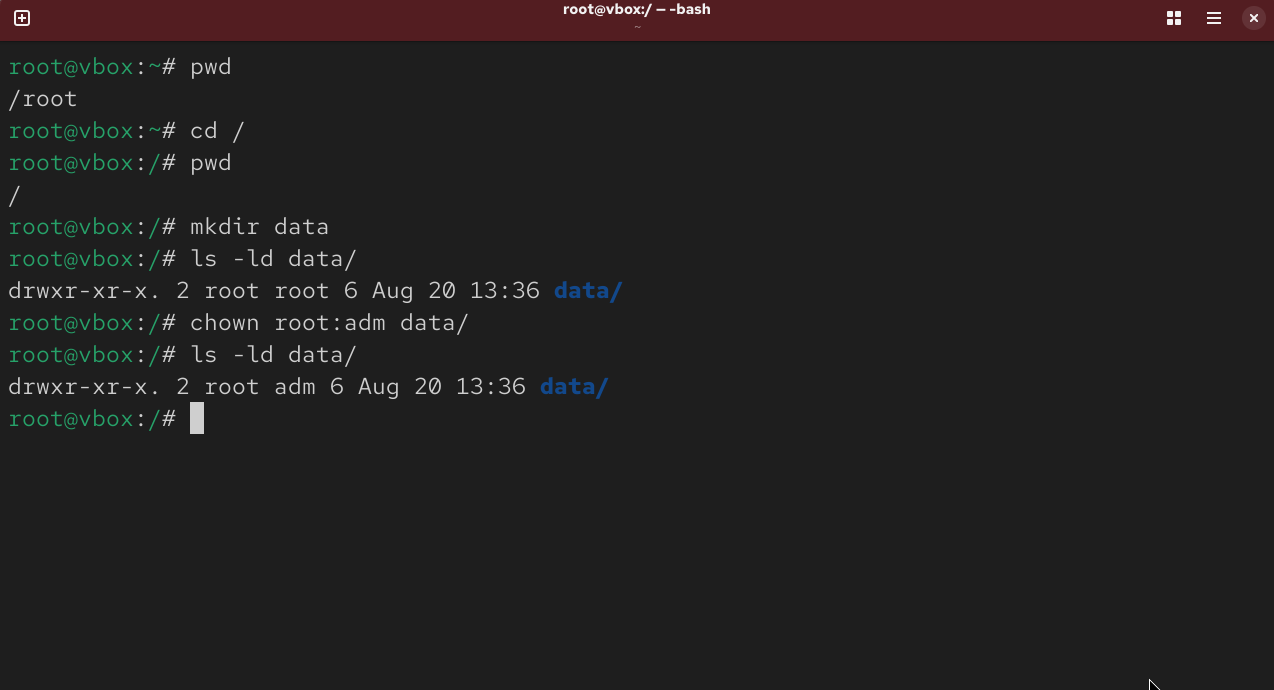 root@vbox:/ — -bash
~
root@vbox:~# pwd
/root
root@vbox:~# cd /
root@vbox:/# pwd
/
root@vbox:/# mkdir data
root@vbox:/# ls -ld data/
drwxr-xr-x. 2 root root 6 Aug 20 13:36 data/
root@vbox:/# chown root:adm data/
root@vbox:/# ls -ld data/
drwxr-xr-x. 2 root adm 6 Aug 20 13:36 data/
root@vbox:/#